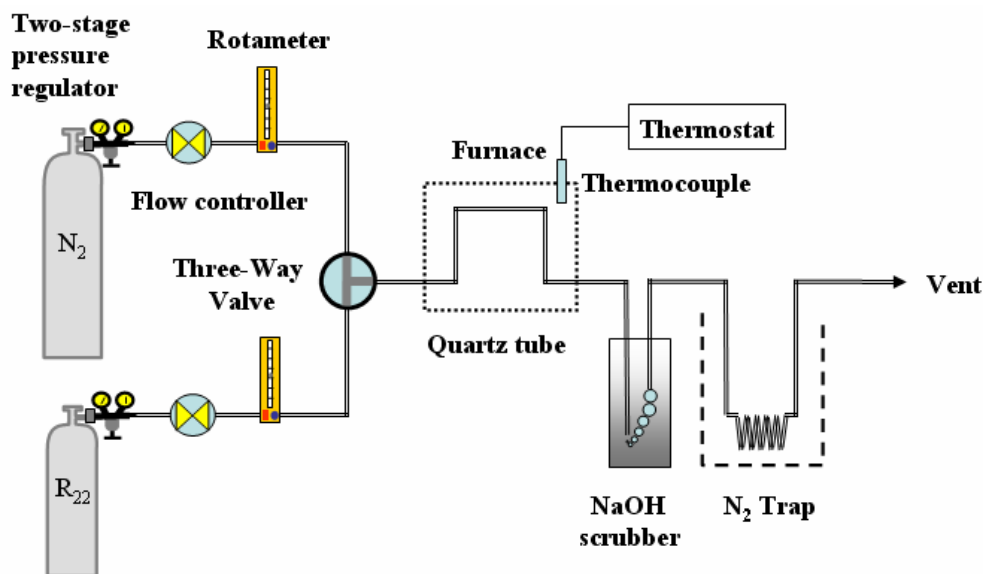 Two-stage
pressure
regulator
Rotameter
Thermostat
Furnace
Thermocouple
Flow controller
N2
Three-Way
Valve
Vent
Quartz tube
R22
NaOH
scrubber
N2 Trap